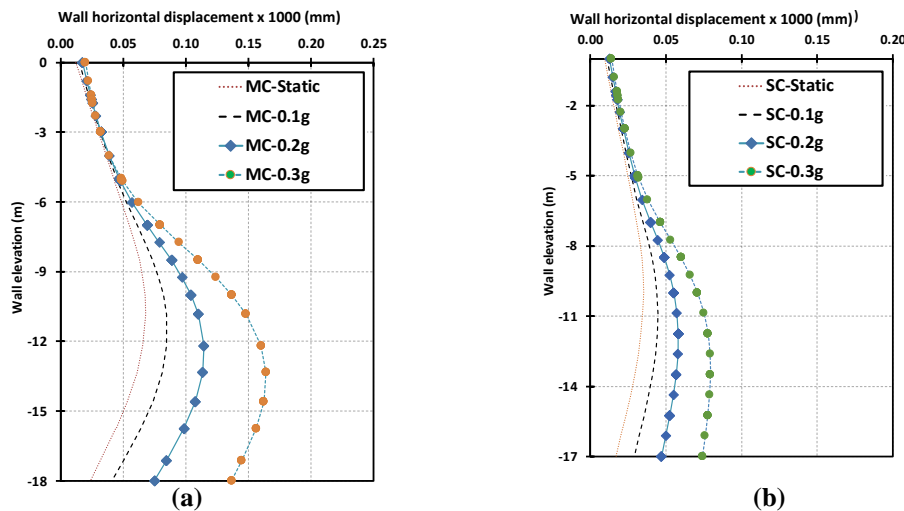 Wall horizontal displacement x 1000 (mm)
0.00 0.05 0.10 0.15 0.20 0.25
0
-3
-6
-9
-12
-15
-18
Wall elevation (m)
MC-Static
MC-0.1g
MC-0.2g
MC-0.3g
(a)
Wall horizontal displacement x 1000 (mm))
0.00 0.05 0.10 0.15 0.20
-2
-5
-8
-11
-14
-17
Wall elevation (m)
SC-Static
SC-0.1g
SC-0.2g
SC-0.3g
(b)